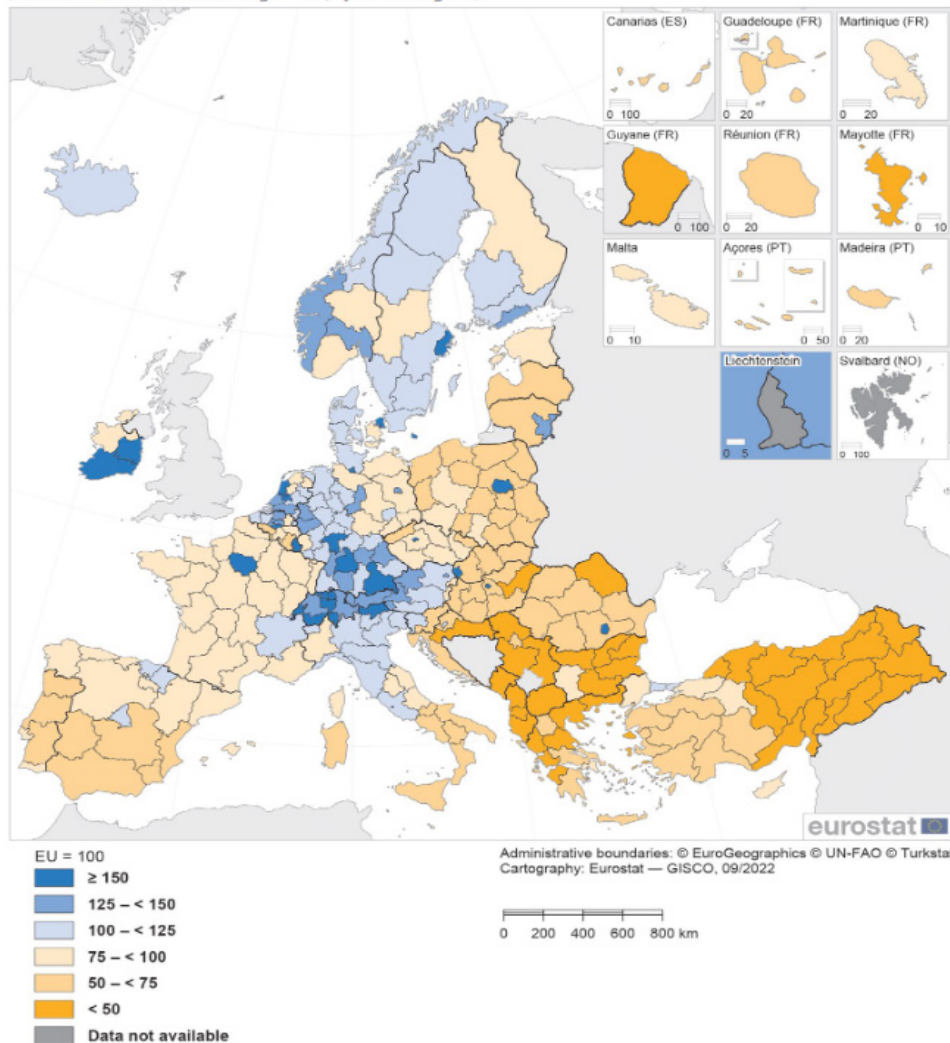 Canarias (ES)
0 100
Guadeloupe (FR)
0 20
Martinique (FR)
0 20
Guyane (FR)
0 100
Réunion (FR)
0 20
Mayotte (FR)
0 10
Malta
0 10
Açores (PT)
0 50
Madeira (PT)
0 20
Liechtenstein
0 5
Svalbard (NO)
0 100
eurostat
EU = 100
≥ 150
125 – < 150
100 – < 125
75 – < 100
50 – < 75
< 50
Data not available
Administrative boundaries: © EuroGeographics © UN-FAO © Turksta
Cartography: Eurostat — GISCO, 09/2022
0 200 400 600 800 km